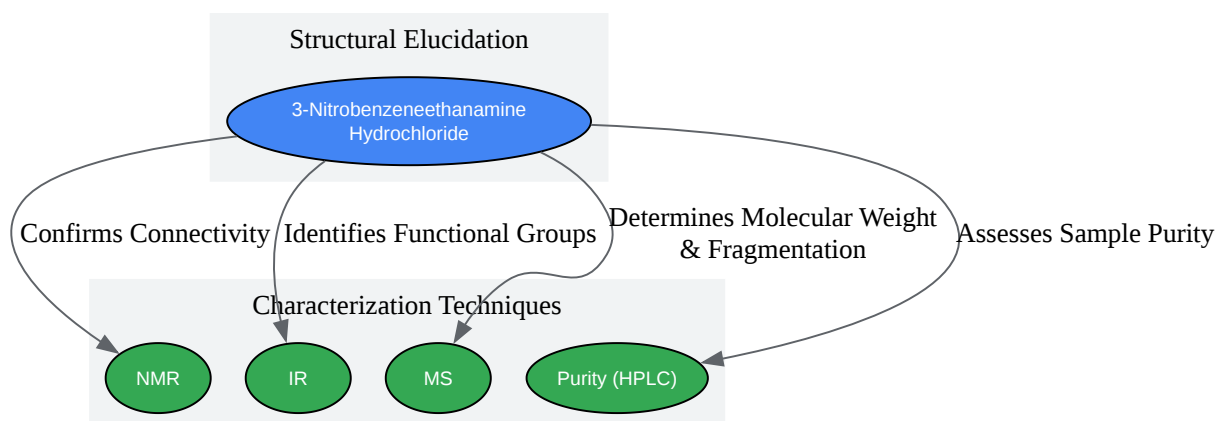 Structural Elucidation
3-Nitrobenzeneethanamine
Hydrochloride
Confirms Connectivity
Identifies Functional Groups
Determines Molecular Weight
& Fragmentation
Assesses Sample Purity
Characterization Techniques
NMR
IR
MS
Purity (HPLC)